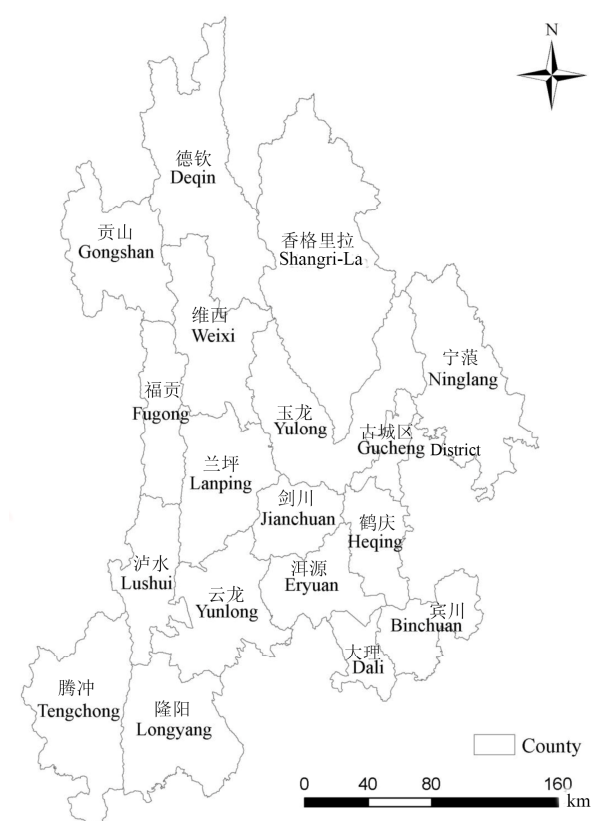 N
德钦
Deqin
贡山
Gongshan
香格里拉
Shangri-La
维西
Weixi
宁蒗
Ninglang
福贡
Fugong
玉龙
Yulong
古城区
Gucheng District
兰坪
Lanping
剑川
Jianchuan
鹤庆
Heqing
泸水
Lushui
洱源
Eryuan
云龙
Yunlong
宾川
Binchuan
大理
Dali
腾冲
Tengchong
隆阳
Longyang
County
0 40 80 160
km